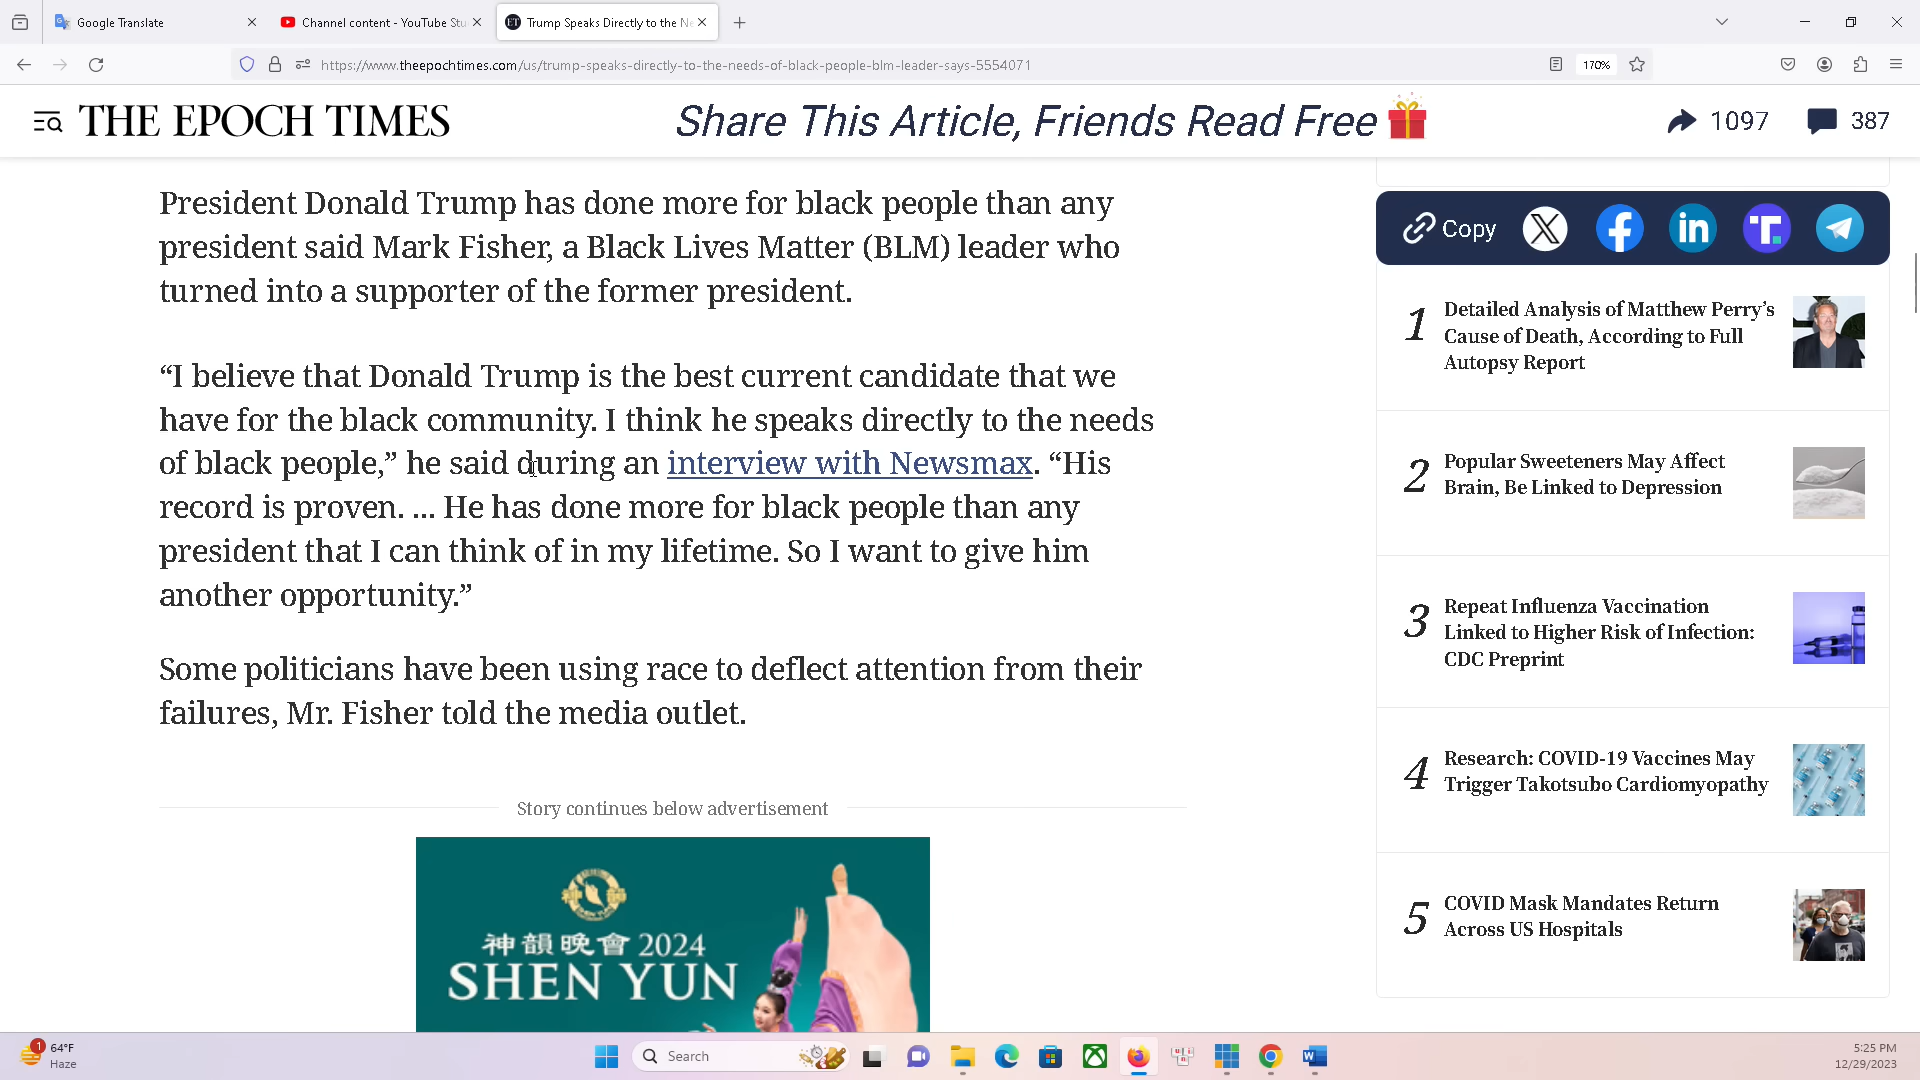 Google Translate
Channel content - YouTube Stu
Trump Speaks Directly to the Ne
https://www.theepochtimes.com/us/trump-speaks-directly-to-the-needs-of-black-people-blm-leader-says-5554071
170%
THE EPOCH TIMES
Share This Article, Friends Read Free
1097
387
President Donald Trump has done more for black people than any
president said Mark Fisher, a Black Lives Matter (BLM) leader who
turned into a supporter of the former president.
“I believe that Donald Trump is the best current candidate that we
have for the black community. I think he speaks directly to the needs
of black people,” he said during an interview with Newsmax. “His
record is proven. ... He has done more for black people than any
president that I can think of in my lifetime. So I want to give him
another opportunity.”
Some politicians have been using race to deflect attention from their
failures, Mr. Fisher told the media outlet.
Story continues below advertisement
神韻晚會 2024
SHEN YUN
Copy
1
Detailed Analysis of Matthew Perry’s
Cause of Death, According to Full
Autopsy Report
2
Popular Sweeteners May Affect
Brain, Be Linked to Depression
3
Repeat Influenza Vaccination
Linked to Higher Risk of Infection:
CDC Preprint
4
Research: COVID-19 Vaccines May
Trigger Takotsubo Cardiomyopathy
5
COVID Mask Mandates Return
Across US Hospitals
1
64°F
Haze
Search
5:25 PM
12/29/2023